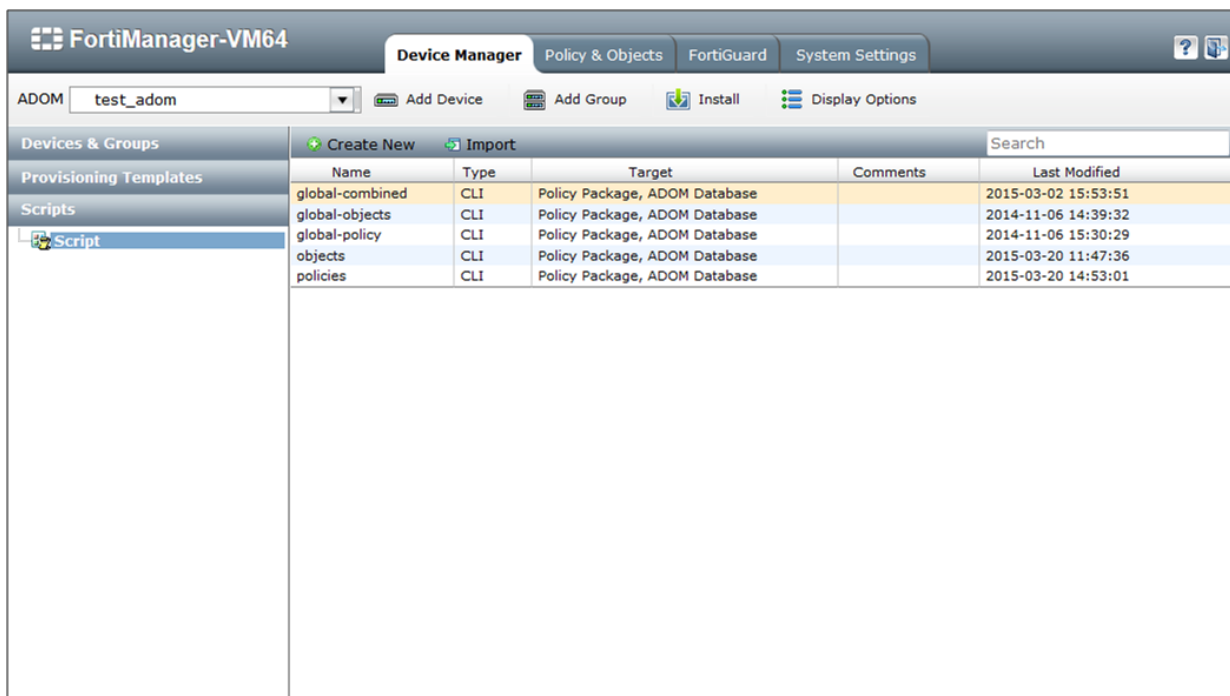 FortiManager-VM64
Device Manager Policy & Objects FortiGuard System Settings ?
ADOM test_adom Add Device Add Group Install Display Options
Devices & Groups
Provisioning Templates
Scripts
Script
Create New Import Search
Name Type Target Comments Last Modified
global-combined CLI Policy Package, ADOM Database 2015-03-02 15:53:51
global-objects CLI Policy Package, ADOM Database 2014-11-06 14:39:32
global-policy CLI Policy Package, ADOM Database 2014-11-06 15:30:29
objects CLI Policy Package, ADOM Database 2015-03-20 11:47:36
policies CLI Policy Package, ADOM Database 2015-03-20 14:53:01